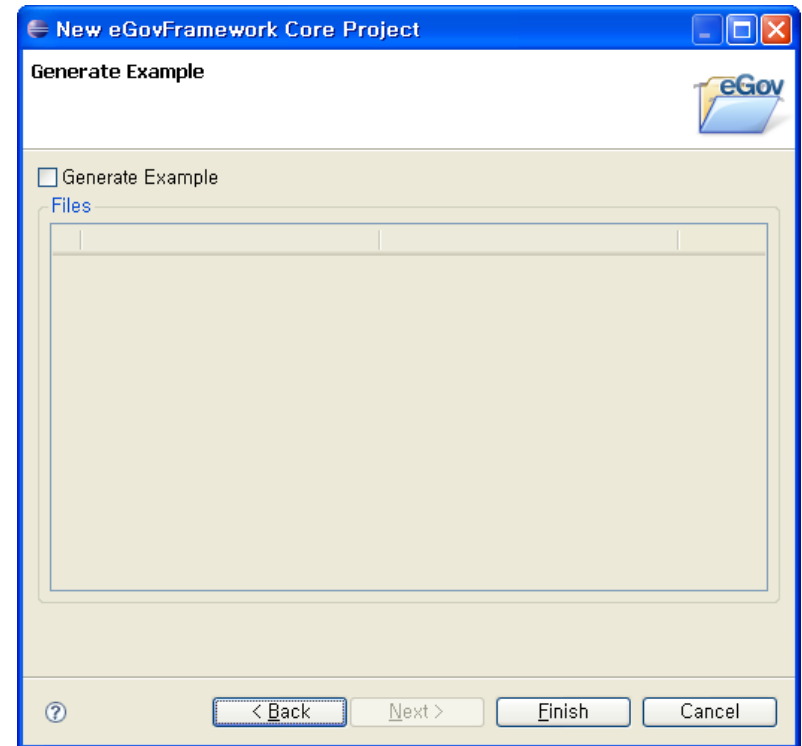 New eGovFramework Core Project
Generate Example
eGov
Generate Example
Files
?
< Back
Next >
Finish
Cancel